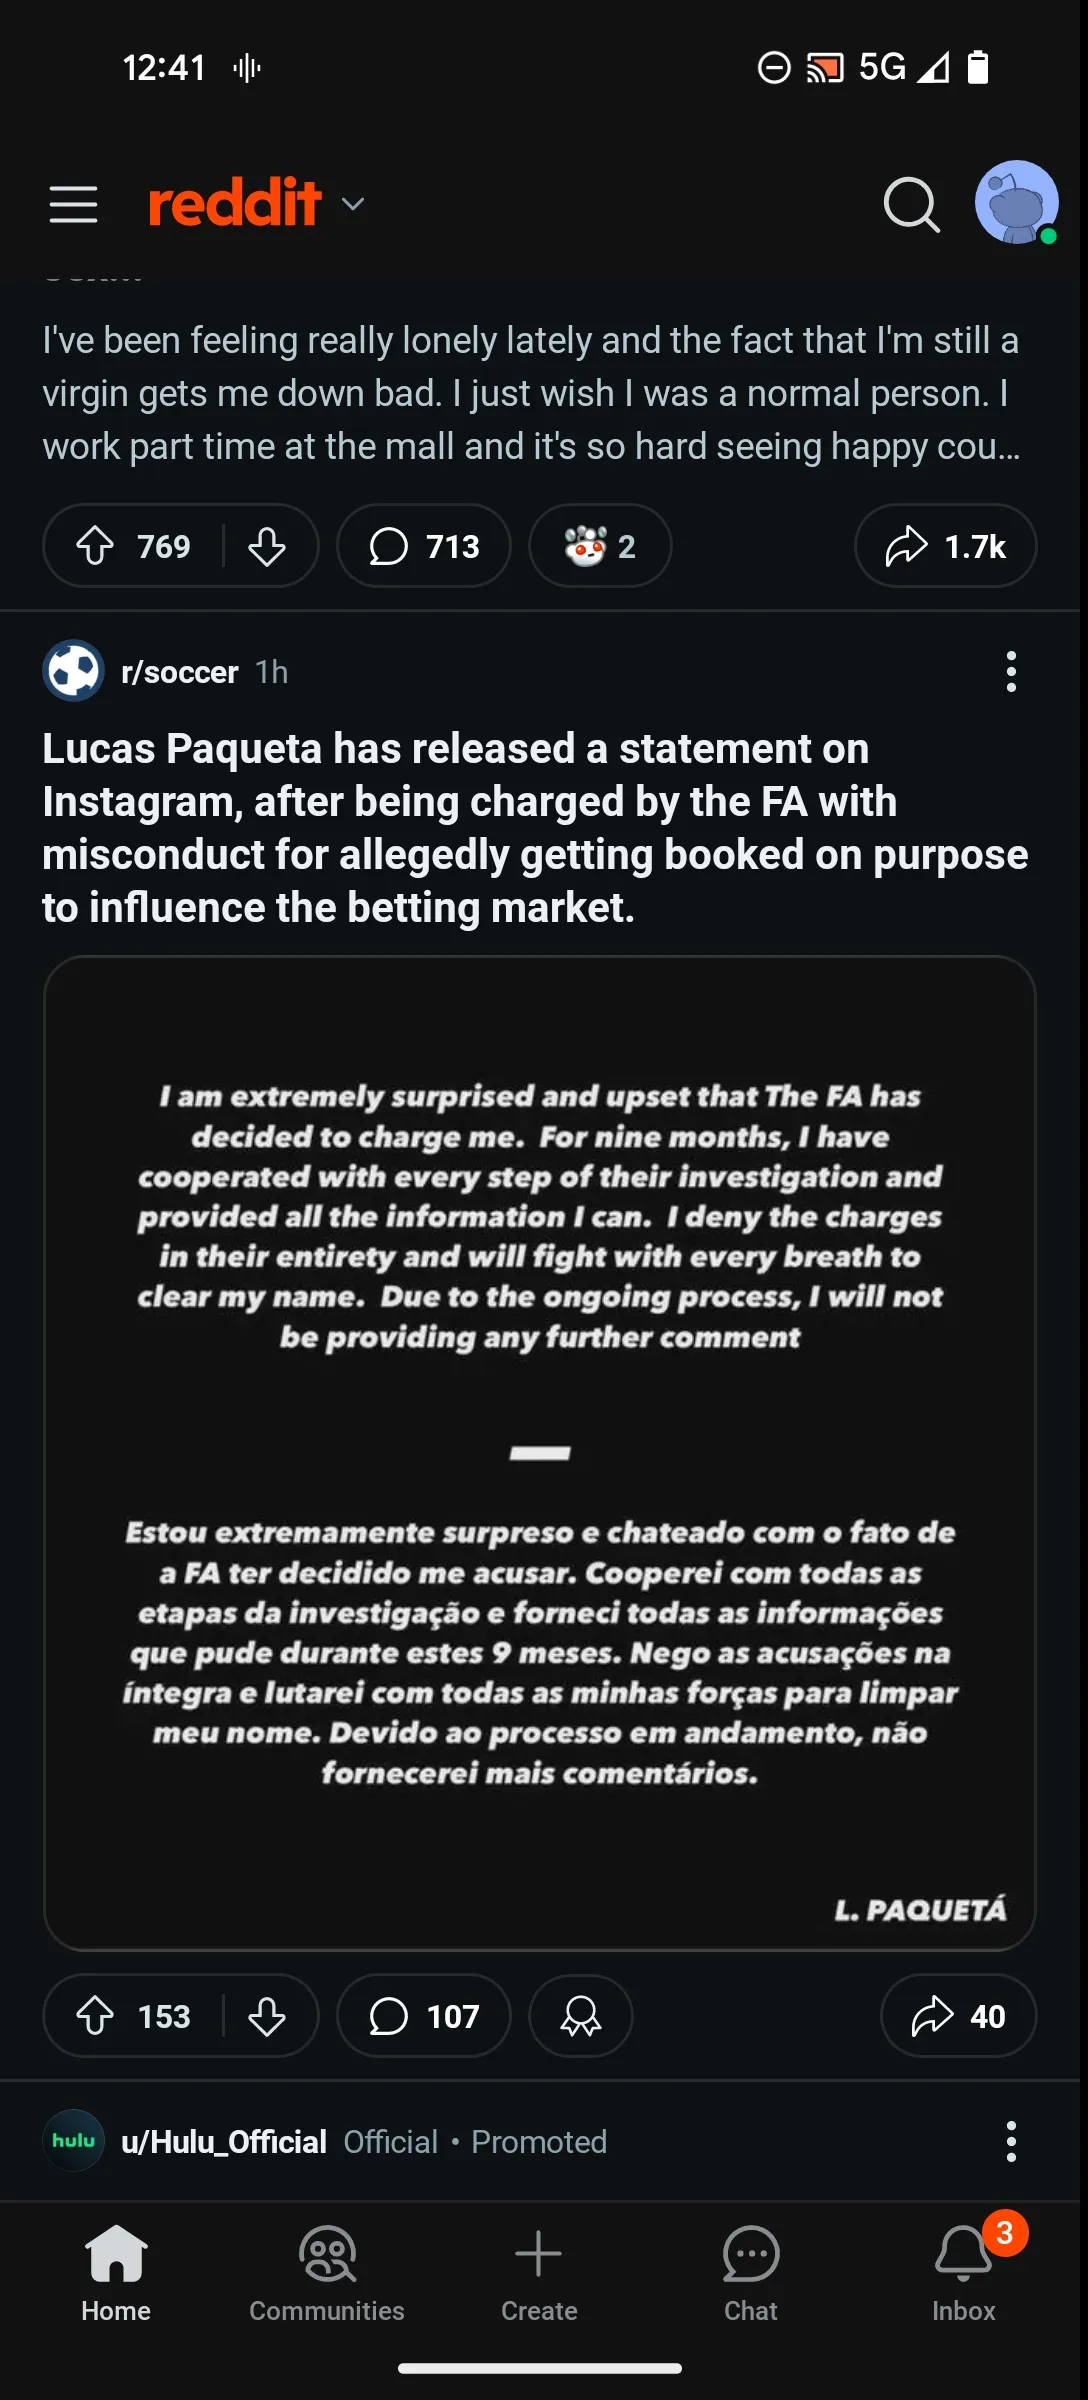 12:41
5G
reddit
I've been feeling really lonely lately and the fact that I'm still a
virgin gets me down bad. I just wish I was a normal person. I
work part time at the mall and it's so hard seeing happy cou...
769
713
2
1.7k
r/soccer 1h
Lucas Paqueta has released a statement on
Instagram, after being charged by the FA with
misconduct for allegedly getting booked on purpose
to influence the betting market.
I am extremely surprised and upset that The FA has
decided to charge me. For nine months, I have
cooperated with every step of their investigation and
provided all the information I can. I deny the charges
in their entirety and will fight with every breath to
clear my name. Due to the ongoing process, I will not
be providing any further comment
Estou extremamente surpreso e chateado com o fato de
a FA ter decidido me acusar. Cooperei com todas as
etapas da investigação e forneci todas as informações
que pude durante estes 9 meses. Nego as acusações na
íntegra e lutarei com todas as minhas forças para limpar
meu nome. Devido ao processo em andamento, não
fornecerei mais comentários.
L. PAQUETÁ
153
107
40
hulu
u/Hulu_Official Official • Promoted
3
Home
Communities
Create
Chat
Inbox